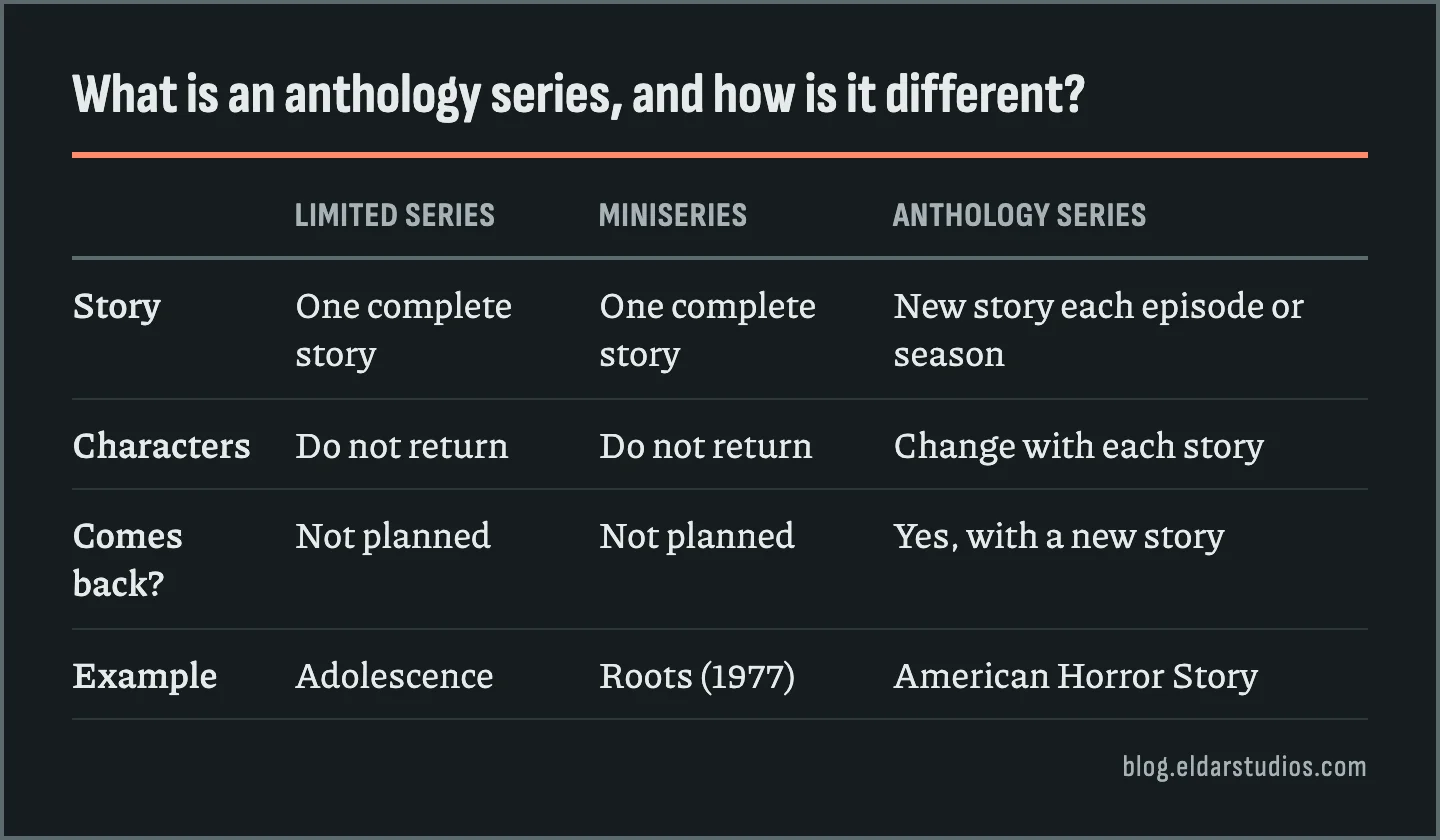 What is an anthology series, and how is it different?
LIMITED SERIES MINISERIES ANTHOLOGY SERIES
Story One complete story One complete story New story each episode or season
Characters Do not return Do not return Change with each story
Comes back? Not planned Not planned Yes, with a new story
Example Adolescence Roots (1977) American Horror Story
blog.eldarstudios.com